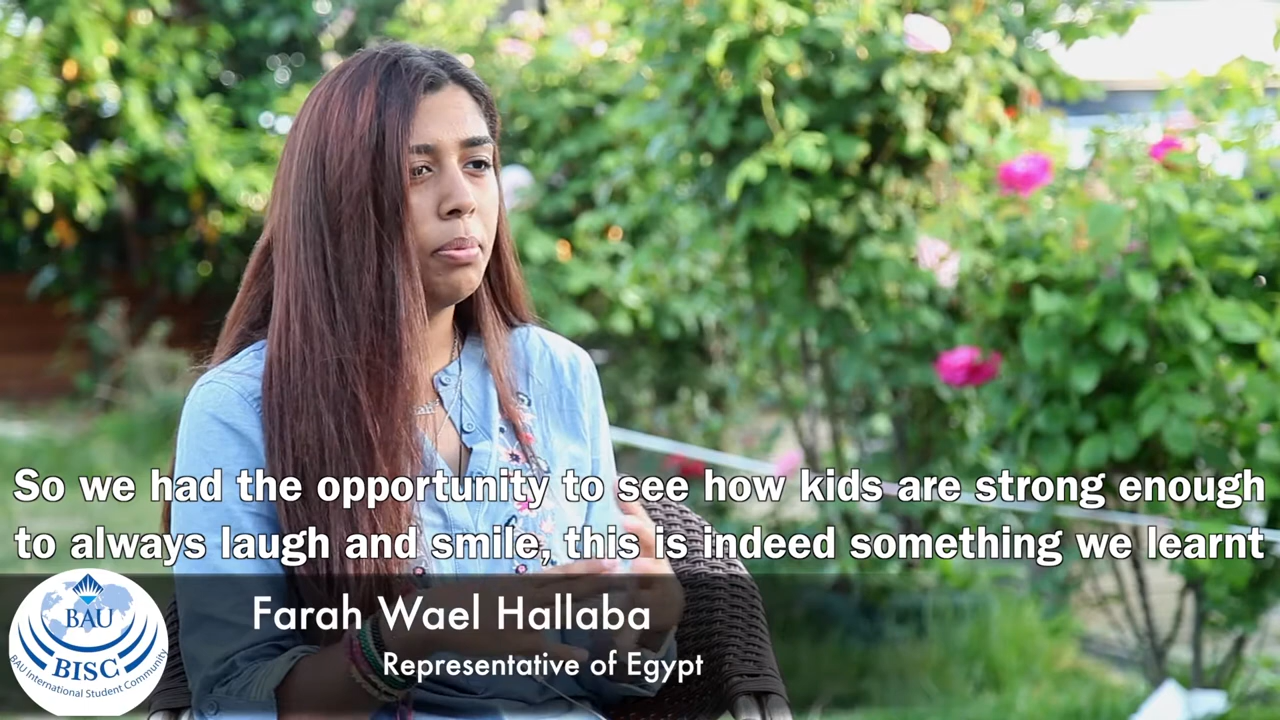 So we had the opportunity to see how kids are strong enough
to always laugh and smile, this is indeed something we learnt
Farah Wael Hallaba
Representative of Egypt
BAU
BISC
BAU International Student Community